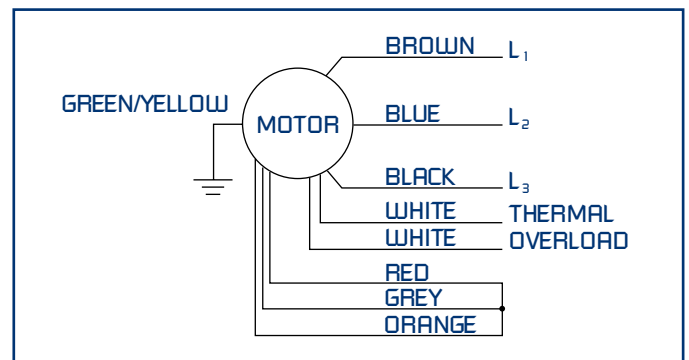 BROWN L₁
GREEN/YELLOW
MOTOR
BLUE L₂
BLACK L₃
WHITE THERMAL
WHITE OVERLOAD
RED
GREY
ORANGE